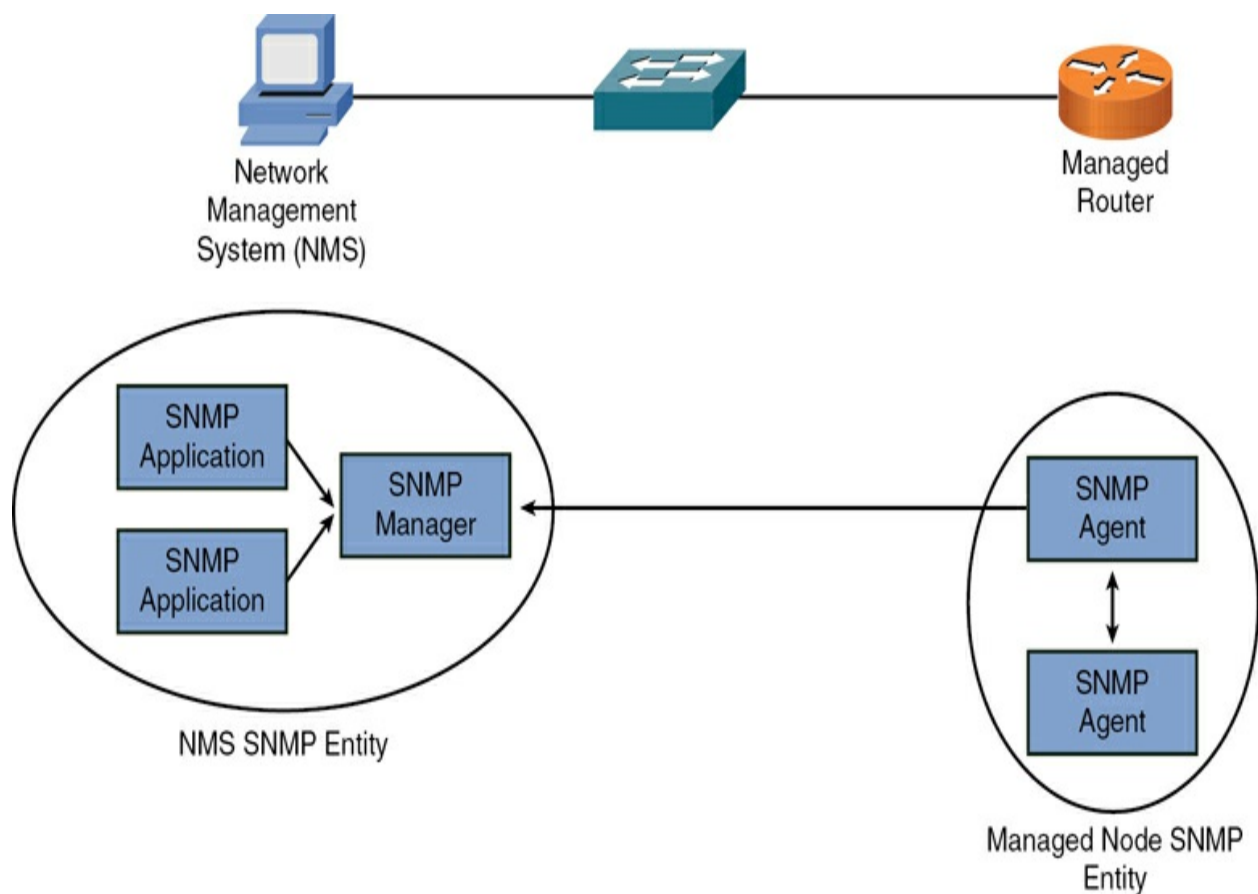 Network
Management
System (NMS)
Managed
Router
SNMP
Application
SNMP
Application
SNMP
Manager
NMS SNMP Entity
SNMP
Agent
SNMP
Agent
Managed Node SNMP
Entity